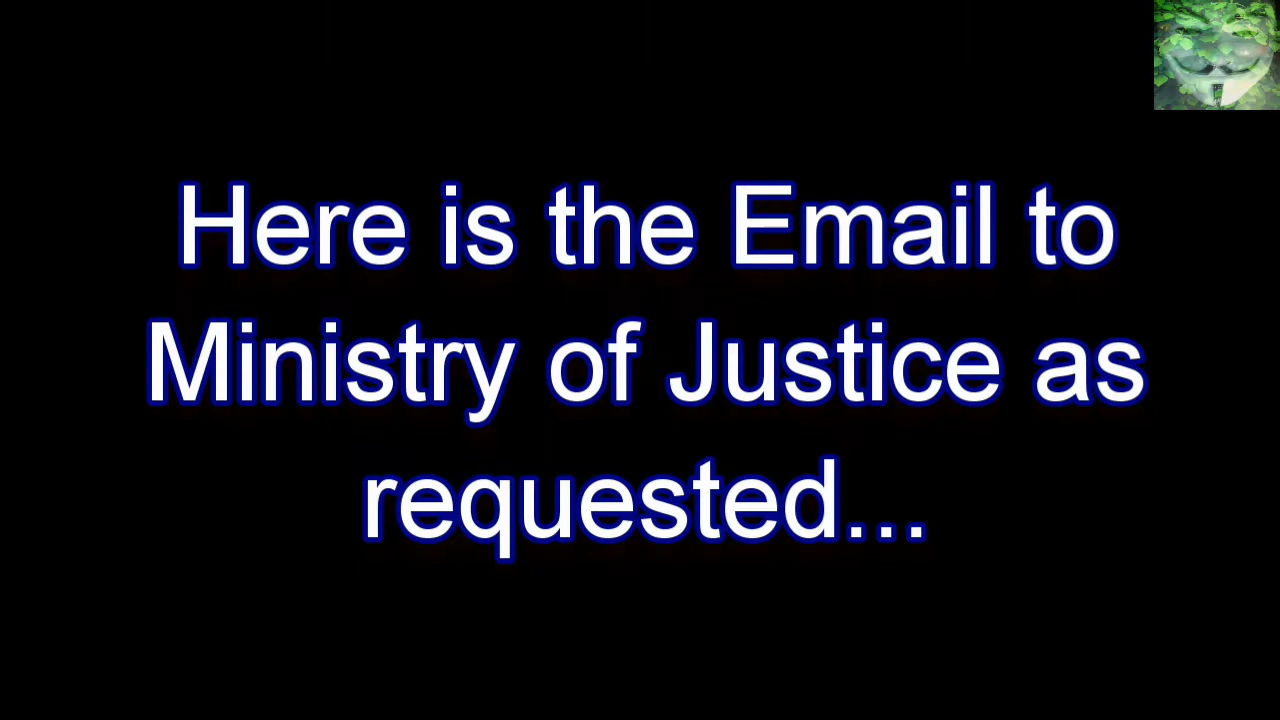 Here is the Email to
Ministry of Justice as
requested...